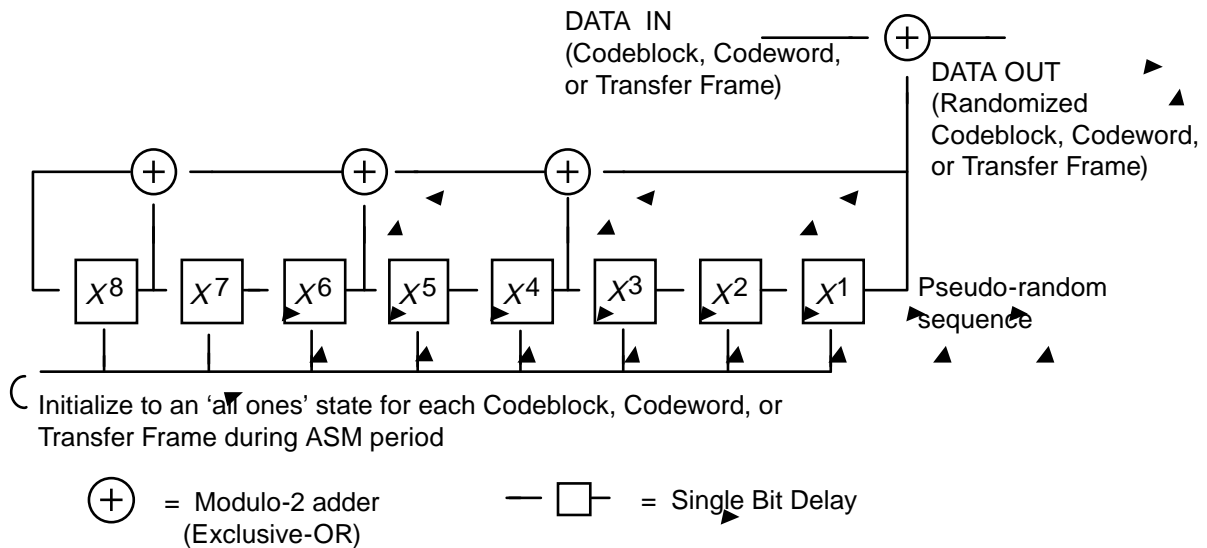 DATA IN
(Codeblock, Codeword,
or Transfer Frame)
DATA OUT
(Randomized
Codeblock, Codeword,
or Transfer Frame)
X8 X7 X6 X5 X4 X3 X2 X1
Pseudo-random
sequence
Initialize to an ‘all ones’ state for each Codeblock, Codeword, or
Transfer Frame during ASM period
= Modulo-2 adder
(Exclusive-OR)
= Single Bit Delay